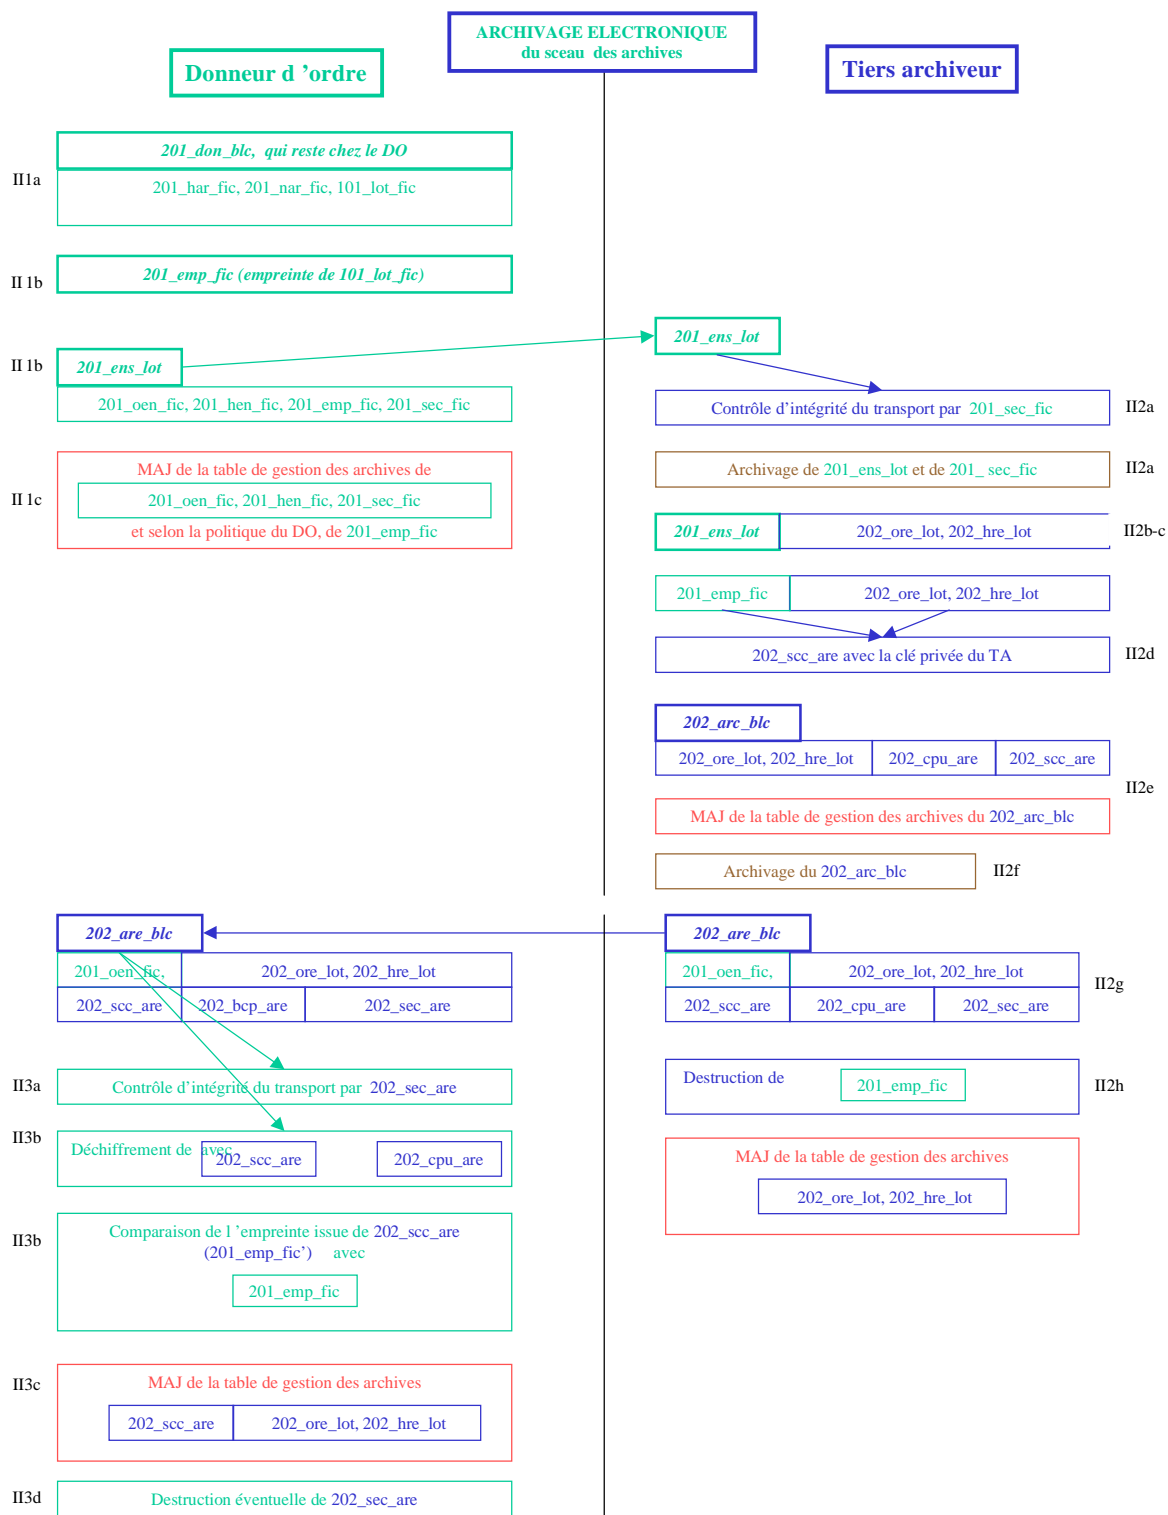 ARCHIVAGE ELECTRONIQUE
du sceau des archives
Donneur d ’ordre
Tiers archiveur
201_don_blc, qui reste chez le DO
II1a
201_har_fic, 201_nar_fic, 101_lot_fic
II 1b
201_emp_fic (empreinte de 101_lot_fic)
II 1b
201_ens_lot
201_oen_fic, 201_hen_fic, 201_emp_fic, 201_sec_fic
II 1c
MAJ de la table de gestion des archives de
201_oen_fic, 201_hen_fic, 201_sec_fic
et selon la politique du DO, de 201_emp_fic
201_ens_lot
Contrôle d’intégrité du transport par 201_sec_fic
II2a
Archivage de 201_ens_lot et de 201_ sec_fic
II2a
201_ens_lot
202_ore_lot, 202_hre_lot
II2b-c
201_emp_fic
202_ore_lot, 202_hre_lot
202_scc_are avec la clé privée du TA
II2d
202_arc_blc
202_ore_lot, 202_hre_lot
202_cpu_are
202_scc_are
II2e
MAJ de la table de gestion des archives du 202_arc_blc
Archivage du 202_arc_blc
II2f
202_are_blc
201_oen_fic,
202_ore_lot, 202_hre_lot
202_scc_are
202_bcp_are
202_sec_are
202_are_blc
201_oen_fic,
202_ore_lot, 202_hre_lot
II2g
202_scc_are
202_cpu_are
202_sec_are
II3a
Contrôle d’intégrité du transport par 202_sec_are
Destruction de
201_emp_fic
II2h
II3b
Déchiffrement de avec
202_scc_are
202_cpu_are
MAJ de la table de gestion des archives
202_ore_lot, 202_hre_lot
II3b
Comparaison de l ’empreinte issue de 202_scc_are
(201_emp_fic’) avec
201_emp_fic
II3c
MAJ de la table de gestion des archives
202_scc_are
202_ore_lot, 202_hre_lot
II3d
Destruction éventuelle de 202_sec_are